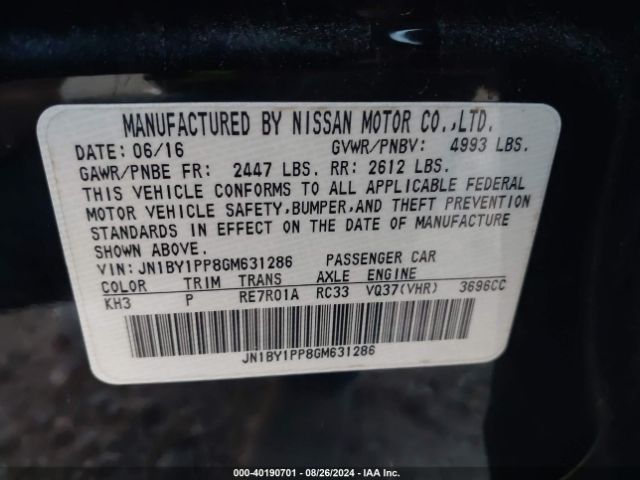 MANUFACTURED BY NISSAN MOTOR CO.,LTD.
DATE: 06/16 GVWR/PNBV: 4993 LBS.
GAWR/PNBE FR: 2447 LBS. RR: 2612 LBS.
THIS VEHICLE CONFORMS TO ALL APPLICABLE FEDERAL
MOTOR VEHICLE SAFETY,BUMPER,AND THEFT PREVENTION
STANDARDS IN EFFECT ON THE DATE OF MANUFACTURE
SHOWN ABOVE.
VIN: JN1BY1PP8GM631286 PASSENGER CAR
COLOR TRIM TRANS AXLE ENGINE
KH3 P RE7R01A RC33 VQ37(VHR) 3696CC
JN1BY1PP8GM631286
000-40190701 - 08/26/2024 - IAA Inc.